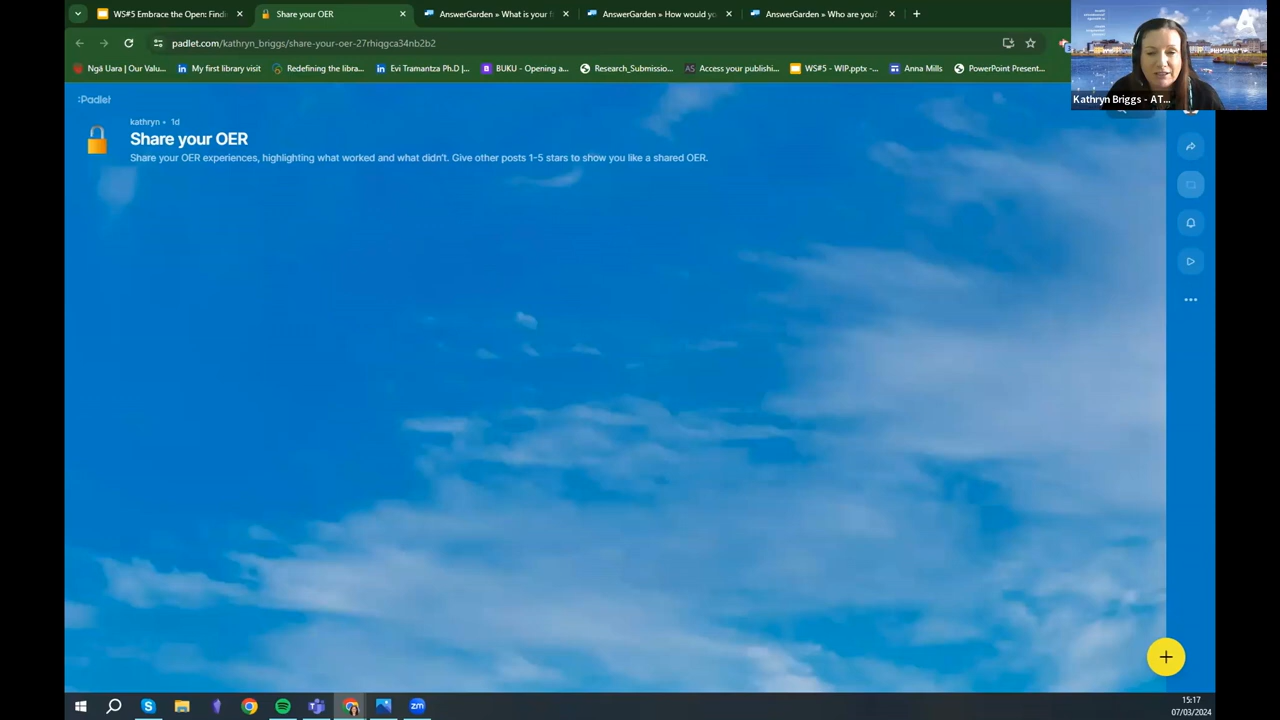 WS#5 Embrace the Open: Findi
Share your OER
AnswerGarden » What is your f
AnswerGarden » How would yo
AnswerGarden » Who are you?
padlet.com/kathryn_briggs/share-your-oer-27rhiqgca34nb2b2
Ngā Uara | Our Valu...
My first library visit
Redefining the libra...
Evi Tramantza Ph.D |...
BUKU - Opening a...
Research_Submissio...
Access your publishi...
WS#5 - WIP.pptx -...
Anna Mills
PowerPoint Present...
Kathryn Briggs - AT...
:Padlet
kathryn • 1d
Share your OER
Share your OER experiences, highlighting what worked and what didn't. Give other posts 1-5 stars to show you like a shared OER.
15:17
07/03/2024